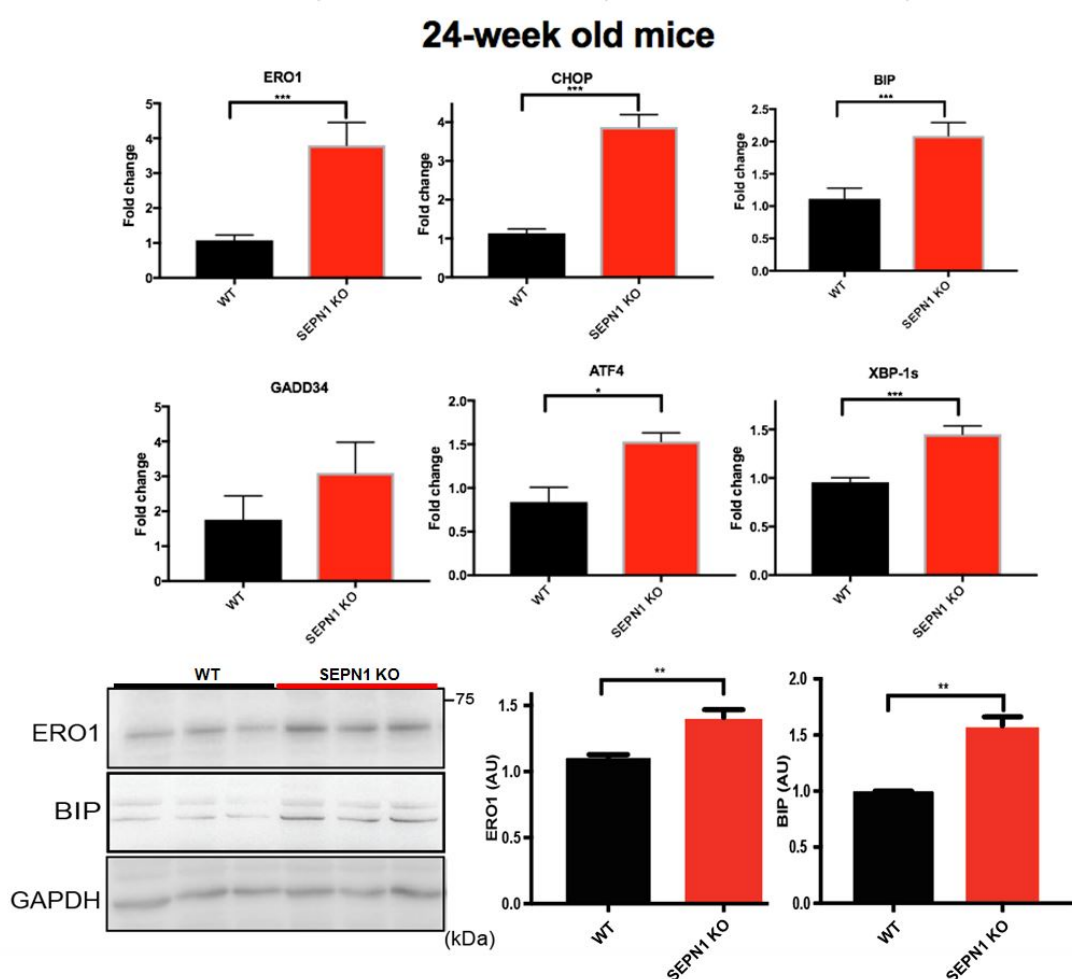 24-week old mice
ERO1
***
5
4
3
2
1
0
Fold change
WT
SEPN1 KO
CHOP
***
4
3
2
1
0
Fold change
WT
SEPN1 KO
BIP
***
2.5
2.0
1.5
1.0
0.5
0.0
Fold change
WT
SEPN1 KO
GADD34
5
4
3
2
1
0
Fold change
WT
SEPN1 KO
ATF4
*
2.0
1.5
1.0
0.5
0.0
Fold change
WT
SEPN1 KO
XBP-1s
***
1.5
1.0
0.5
0.0
Fold change
WT
SEPN1 KO
WT SEPN1 KO
75
ERO1
BIP
GAPDH
(kDa)
**
1.5
1.0
0.5
0.0
ERO1 (AU)
WT
SEPN1 KO
**
2.0
1.5
1.0
0.5
0.0
BIP (AU)
WT
SEPN1 KO